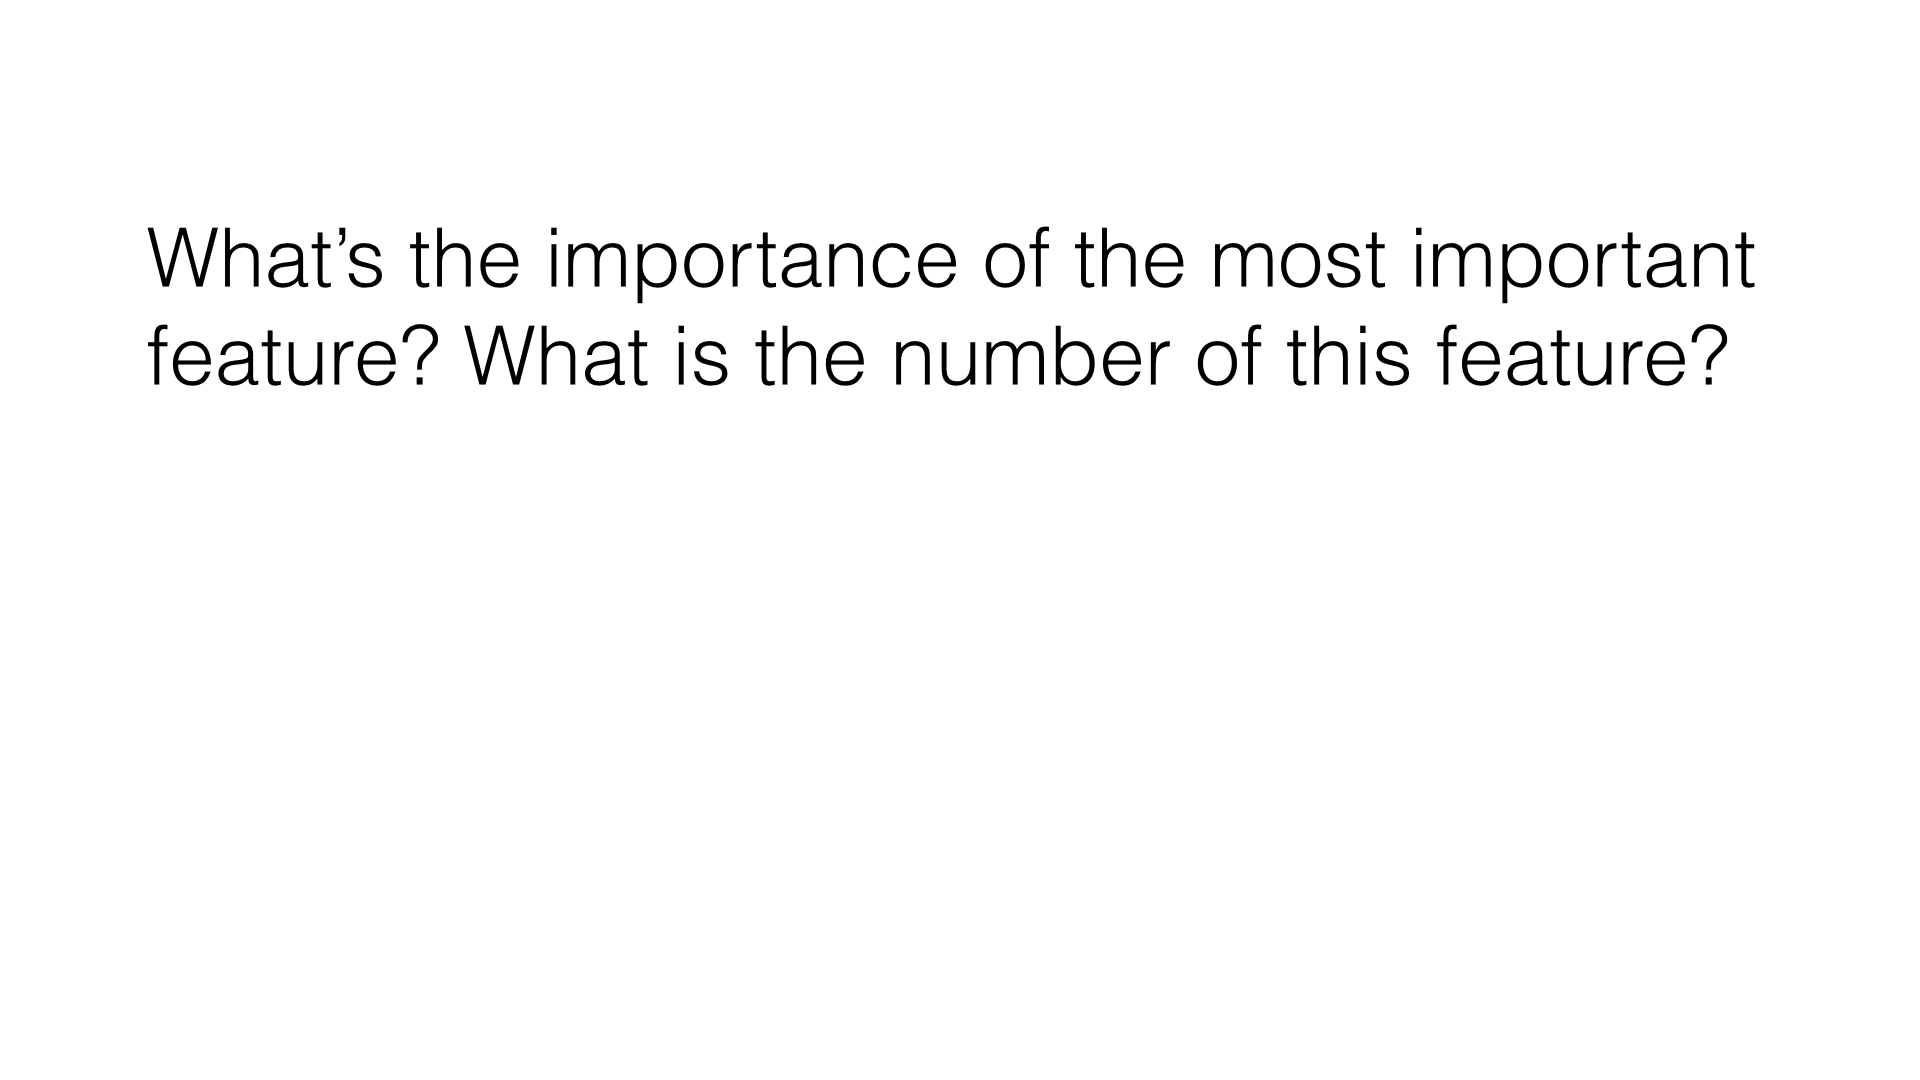 What’s the importance of the most important
feature? What is the number of this feature?